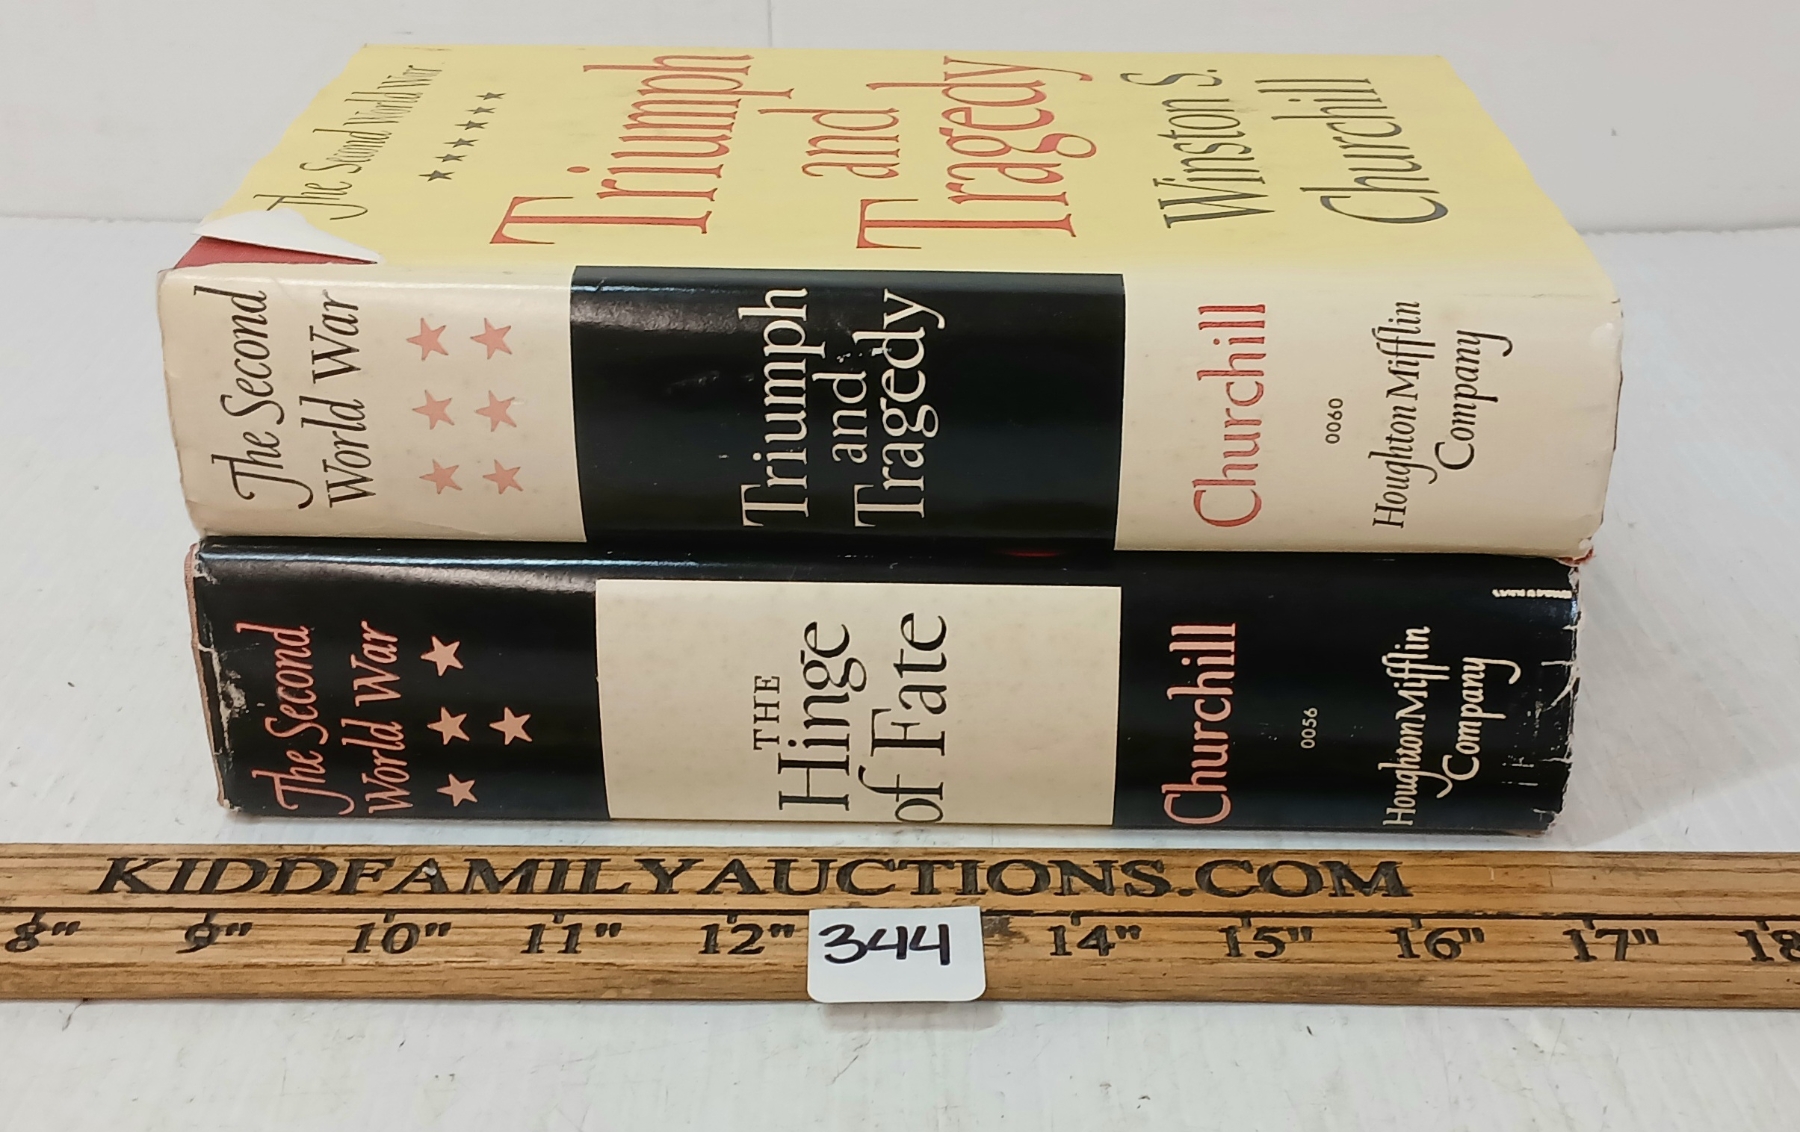 The Second World War
Triumph
and
Tragedy
Winston S.
Churchill
The Second
World War
Triumph
and
Tragedy
Churchill
0060
Houghton Mifflin
Company
The Second
World War
THE
Hinge
of Fate
Churchill
0056
Houghton Mifflin
Company
KIDDFAMILYAUCTIONS.COM
8" 9" 10" 11" 12" 14" 15" 16" 17" 18
344